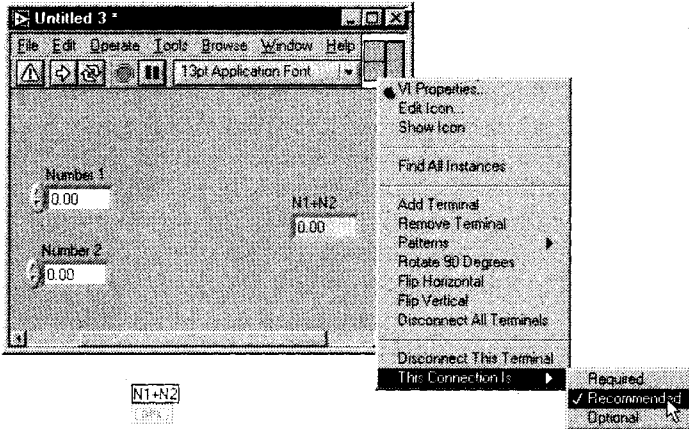 Untitled 3 *
File Edit Operate Tools Browse Window Help
13pt Application Font
VI Properties...
Edit Icon...
Show Icon
Find All Instances
Number 1
0.00
N1+N2
0.00
Add Terminal
Remove Terminal
Patterns
Number 2
0.00
Rotate 90 Degrees
Flip Horizontal
Flip Vertical
Disconnect All Terminals
Disconnect This Terminal
This Connection Is
Required
✓ Recommended
Optional
N1+N2